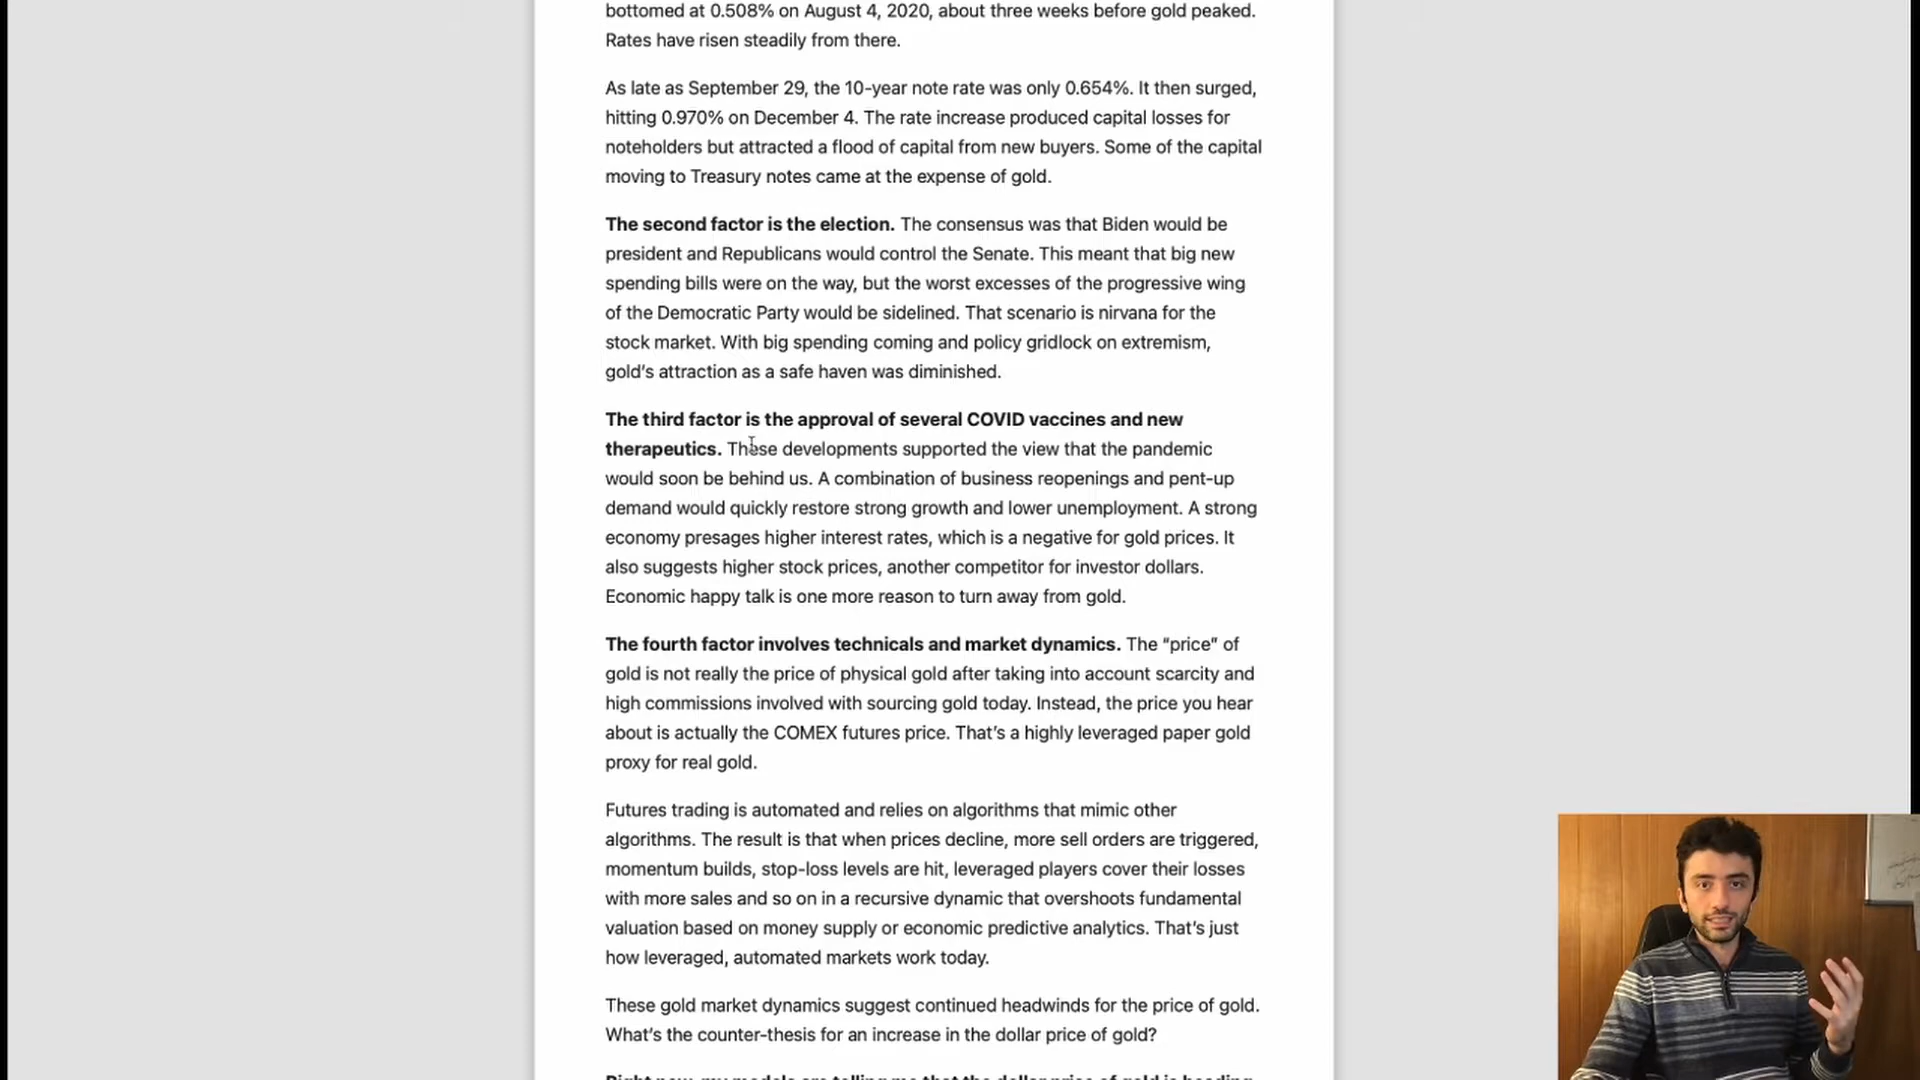 bottomed at 0.508% on August 4, 2020, about three weeks before gold peaked.
Rates have risen steadily from there.
As late as September 29, the 10-year note rate was only 0.654%. It then surged,
hitting 0.970% on December 4. The rate increase produced capital losses for
noteholders but attracted a flood of capital from new buyers. Some of the capital
moving to Treasury notes came at the expense of gold.
The second factor is the election. The consensus was that Biden would be
president and Republicans would control the Senate. This meant that big new
spending bills were on the way, but the worst excesses of the progressive wing
of the Democratic Party would be sidelined. That scenario is nirvana for the
stock market. With big spending coming and policy gridlock on extremism,
gold’s attraction as a safe haven was diminished.
The third factor is the approval of several COVID vaccines and new
therapeutics. These developments supported the view that the pandemic
would soon be behind us. A combination of business reopenings and pent-up
demand would quickly restore strong growth and lower unemployment. A strong
economy presages higher interest rates, which is a negative for gold prices. It
also suggests higher stock prices, another competitor for investor dollars.
Economic happy talk is one more reason to turn away from gold.
The fourth factor involves technicals and market dynamics. The “price” of
gold is not really the price of physical gold after taking into account scarcity and
high commissions involved with sourcing gold today. Instead, the price you hear
about is actually the COMEX futures price. That’s a highly leveraged paper gold
proxy for real gold.
Futures trading is automated and relies on algorithms that mimic other
algorithms. The result is that when prices decline, more sell orders are triggered,
momentum builds, stop-loss levels are hit, leveraged players cover their losses
with more sales and so on in a recursive dynamic that overshoots fundamental
valuation based on money supply or economic predictive analytics. That’s just
how leveraged, automated markets work today.
These gold market dynamics suggest continued headwinds for the price of gold.
What’s the counter-thesis for an increase in the dollar price of gold?
Right now, my models are telling me that the dollar price of gold is heading